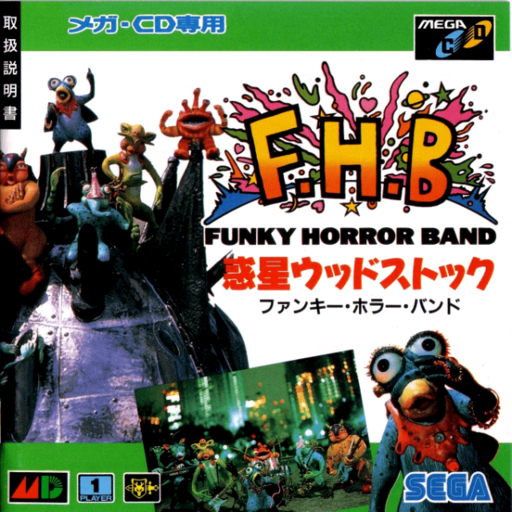 取扱説明書
メガ-CD専用
MEGA
CD
F.H.B
FUNKY HORROR BAND
惑星ウッドストック
ファンキー・ホラー・バンド
MD
1
PLAYER
SEGA